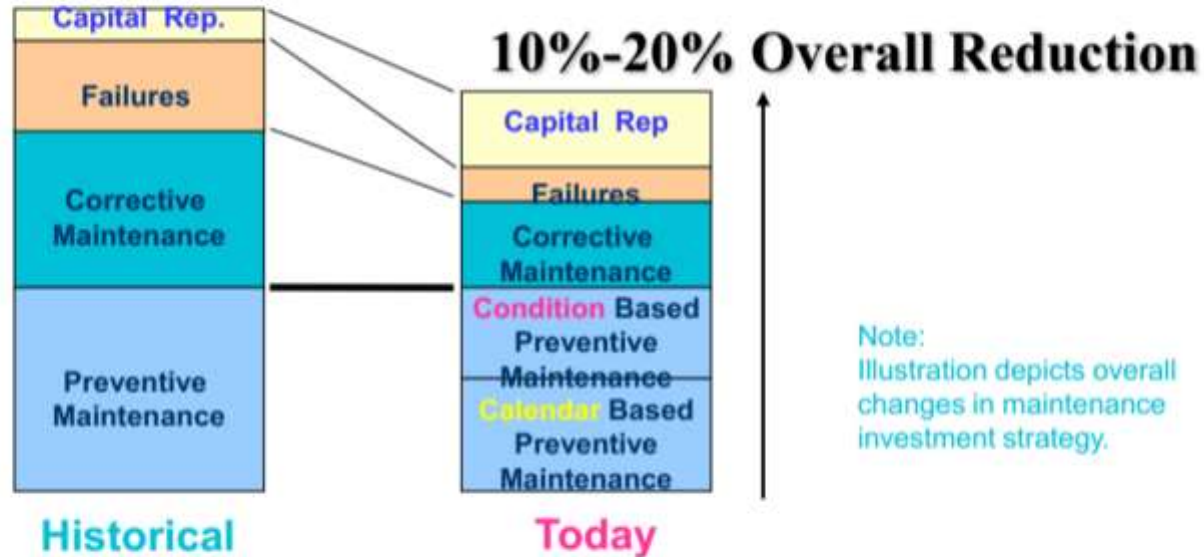 Capital Rep.
Failures
Corrective
Maintenance
Preventive
Maintenance
Historical
10%-20% Overall Reduction
Capital Rep
Failures
Corrective
Maintenance
Condition Based
Preventive
Maintenance
Calendar Based
Preventive
Maintenance
Today
Note:
Illustration depicts overall
changes in maintenance
investment strategy.